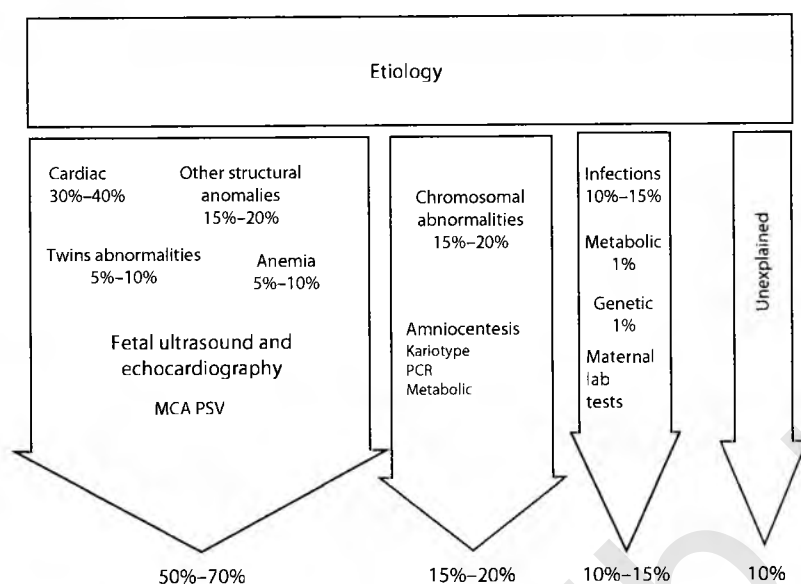 Etiology
Cardiac
30%–40%
Other structural
anomalies
15%–20%
Twins abnormalities
5%–10%
Anemia
5%–10%
Fetal ultrasound and
echocardiography
MCA PSV
50%–70%
Chromosomal
abnormalities
15%–20%
Amniocentesis
Kariotype
PCR
Metabolic
15%–20%
Infections
10%–15%
Metabolic
1%
Genetic
1%
Maternal
lab
tests
10%–15%
Unexplained
10%